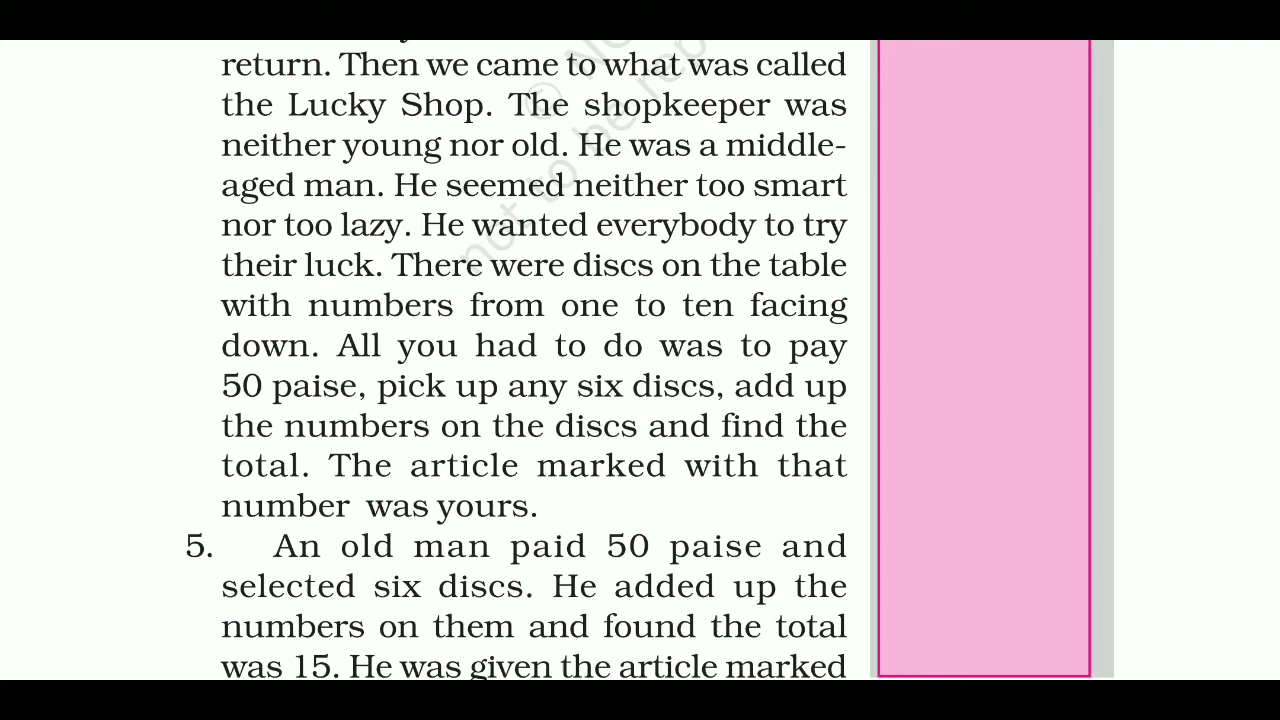 return. Then we came to what was called
the Lucky Shop. The shopkeeper was
neither young nor old. He was a middle-
aged man. He seemed neither too smart
nor too lazy. He wanted everybody to try
their luck. There were discs on the table
with numbers from one to ten facing
down. All you had to do was to pay
50 paise, pick up any six discs, add up
the numbers on the discs and find the
total. The article marked with that
number was yours.
5. An old man paid 50 paise and
selected six discs. He added up the
numbers on them and found the total
was 15. He was given the article marked
not to be